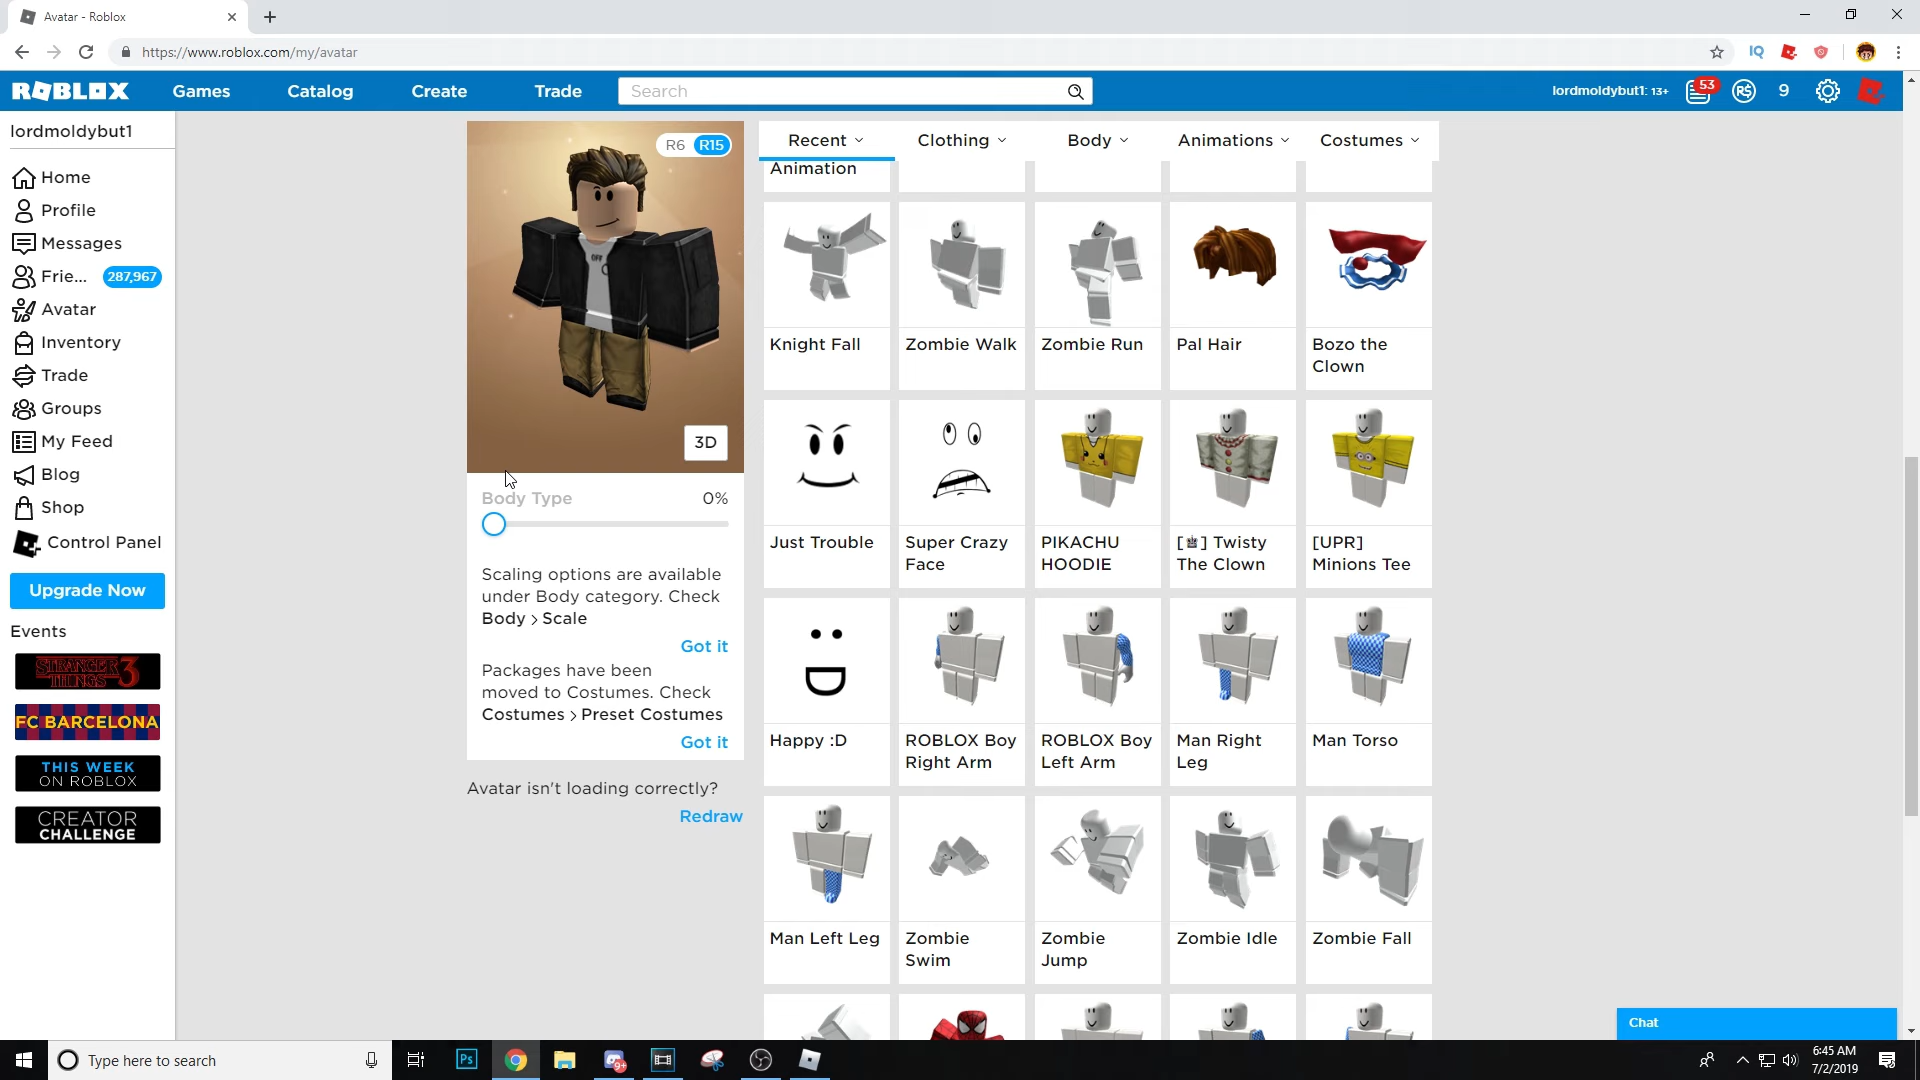 Avatar - Roblox
https://www.roblox.com/my/avatar
IQ
ROBLOX
Games
Catalog
Create
Trade
Search
lordmoldybut1: 13+
53
R$
9
lordmoldybut1
Home
Profile
Messages
Frie...
287,967
Avatar
Inventory
Trade
Groups
My Feed
Blog
Shop
Control Panel
Upgrade Now
Events
STRANGER
THINGS 3
FC BARCELONA
THIS WEEK
ON ROBLOX
CREATOR
CHALLENGE
R6
R15
OFF
3D
Body Type
0%
Scaling options are available
under Body category. Check
Body > Scale
Got it
Packages have been
moved to Costumes. Check
Costumes > Preset Costumes
Got it
Avatar isn't loading correctly?
Redraw
Recent
Clothing
Body
Animations
Costumes
Animation
Knight Fall
Zombie Walk
Zombie Run
Pal Hair
Bozo the
Clown
Just Trouble
Super Crazy
Face
PIKACHU
HOODIE
[♚] Twisty
The Clown
[UPR]
Minions Tee
Happy :D
ROBLOX Boy
Right Arm
ROBLOX Boy
Left Arm
Man Right
Leg
Man Torso
Man Left Leg
Zombie
Swim
Zombie
Jump
Zombie Idle
Zombie Fall
Chat
Type here to search
Ps
9+
6:45 AM
7/2/2019